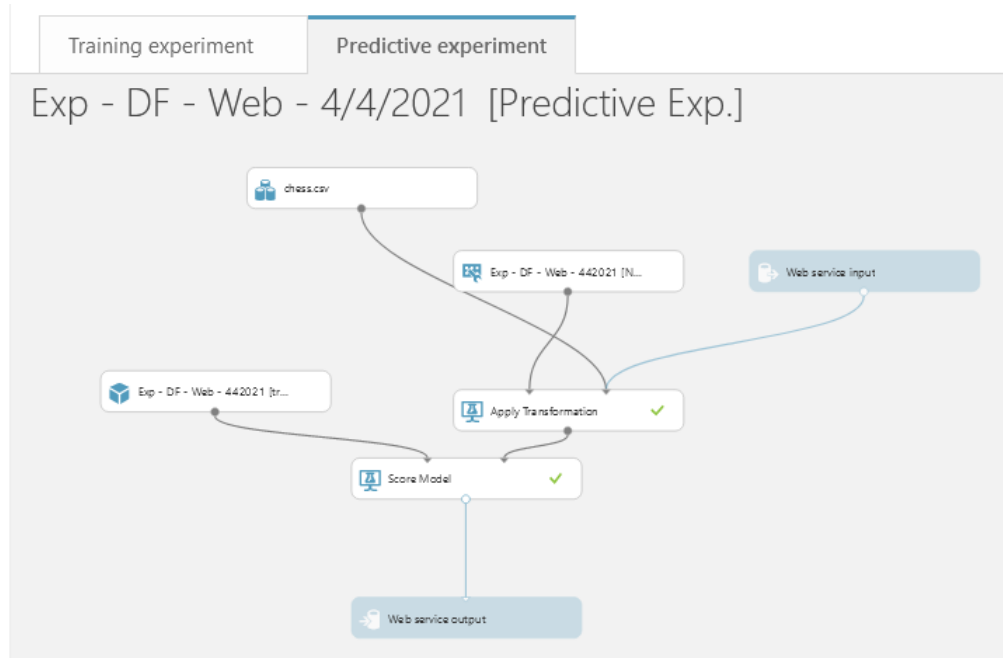 Training experiment
Predictive experiment
Exp - DF - Web - 4/4/2021 [Predictive Exp.]
chess.csv
Exp - DF - Web - 442021 [N...
Web service input
Exp - DF - Web - 442021 [tr...
Apply Transformation
Score Model
Web service output